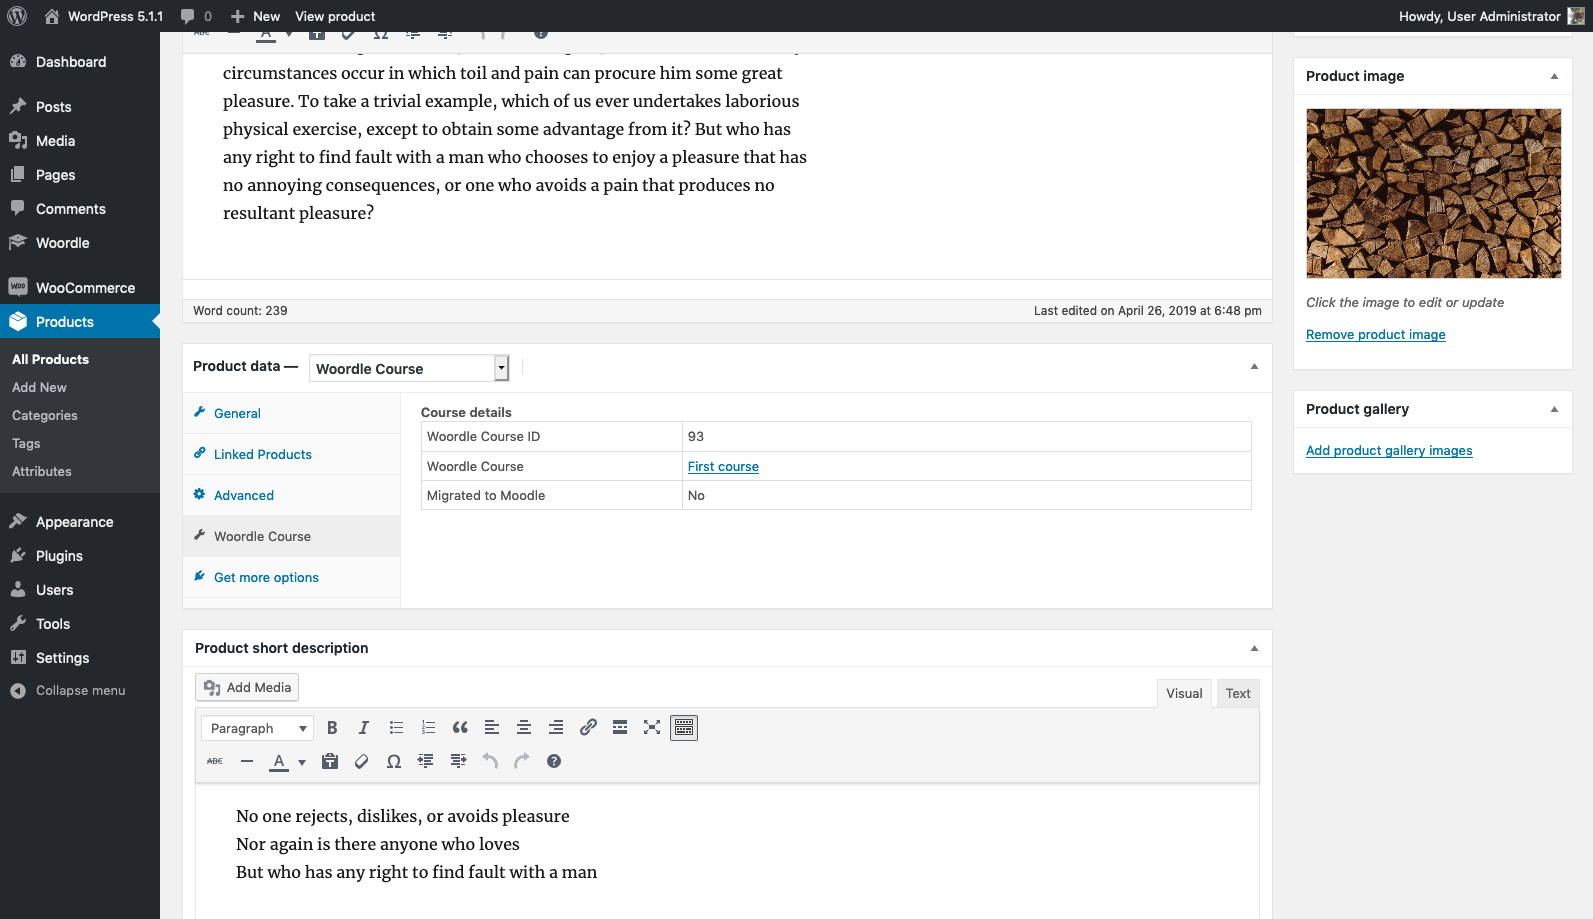 WordPress 5.1.1
0
New
View product
Howdy, User Administrator
Dashboard
Posts
Media
Pages
Comments
Woordle
WooCommerce
Products
All Products
Add New
Categories
Tags
Attributes
Appearance
Plugins
Users
Tools
Settings
Collapse menu
circumstances occur in which toil and pain can procure him some great
pleasure. To take a trivial example, which of us ever undertakes laborious
physical exercise, except to obtain some advantage from it? But who has
any right to find fault with a man who chooses to enjoy a pleasure that has
no annoying consequences, or one who avoids a pain that produces no
resultant pleasure?
Word count: 239
Last edited on April 26, 2019 at 6:48 pm
Product data —
Woordle Course
General
Linked Products
Advanced
Woordle Course
Get more options
Course details
Woordle Course ID 93
Woordle Course First course
Migrated to Moodle No
Product short description
Add Media
Visual
Text
Paragraph
B I
ABC A Ω
No one rejects, dislikes, or avoids pleasure
Nor again is there anyone who loves
But who has any right to find fault with a man
Product image
Click the image to edit or update
Remove product image
Product gallery
Add product gallery images